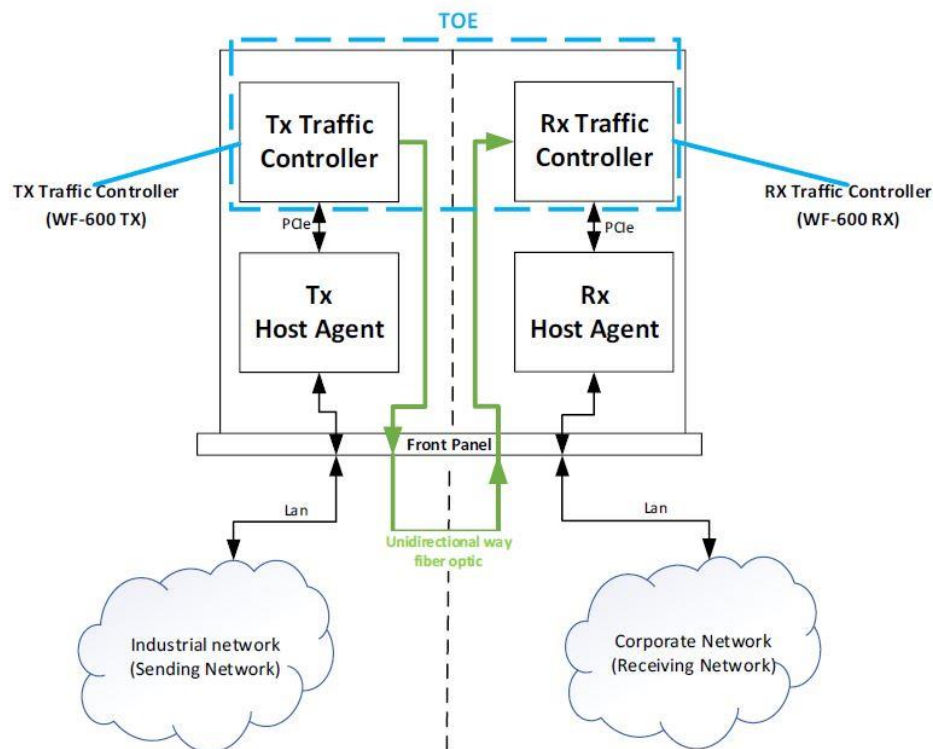 TOE
Tx Traffic
Controller
Rx Traffic
Controller
TX Traffic Controller
(WF-600 TX)
RX Traffic Controller
(WF-600 RX)
PCIe
PCIe
Tx
Host Agent
Rx
Host Agent
Front Panel
Lan
Lan
Unidirectional way
fiber optic
Industrial network
(Sending Network)
Corporate Network
(Receiving Network)